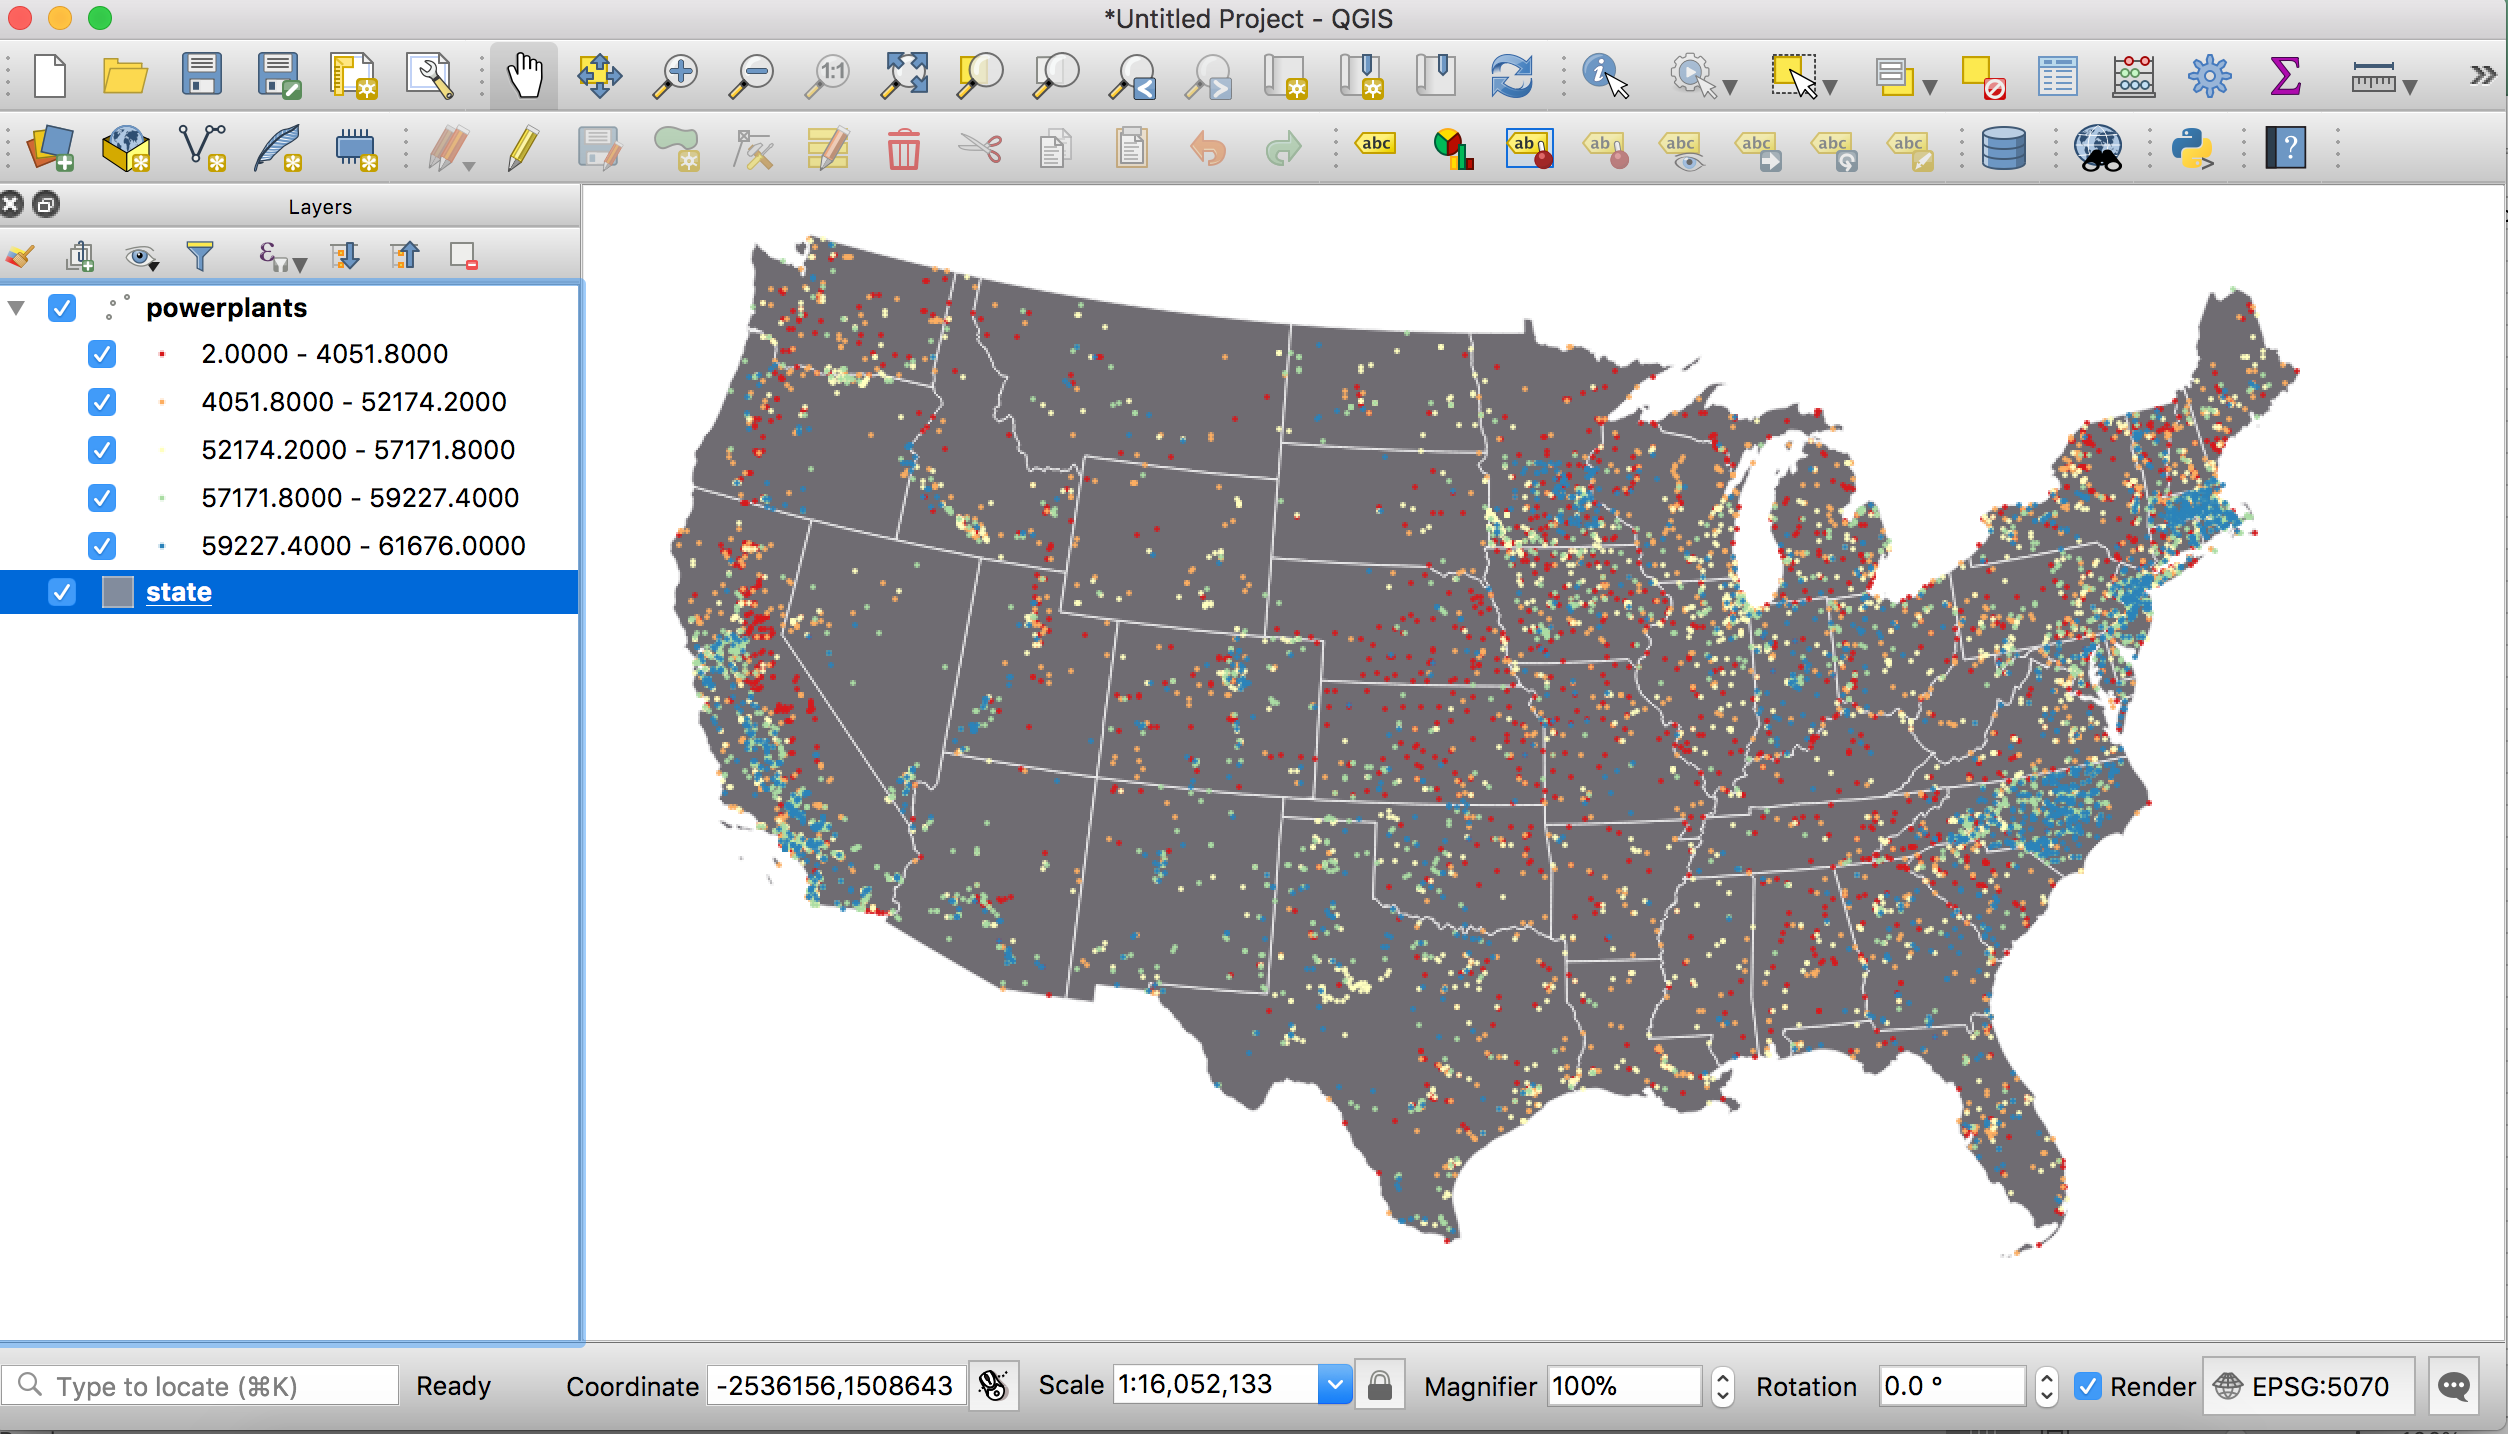 *Untitled Project - QGIS
1:1
abc
ab
ab
abc
abc
abc
abc
?
Layers
ε
powerplants
2.0000 - 4051.8000
4051.8000 - 52174.2000
52174.2000 - 57171.8000
57171.8000 - 59227.4000
59227.4000 - 61676.0000
state
Type to locate (⌘K)
Ready
Coordinate
-2536156,1508643
Scale
1:16,052,133
Magnifier
100%
Rotation
0.0 °
Render
EPSG:5070